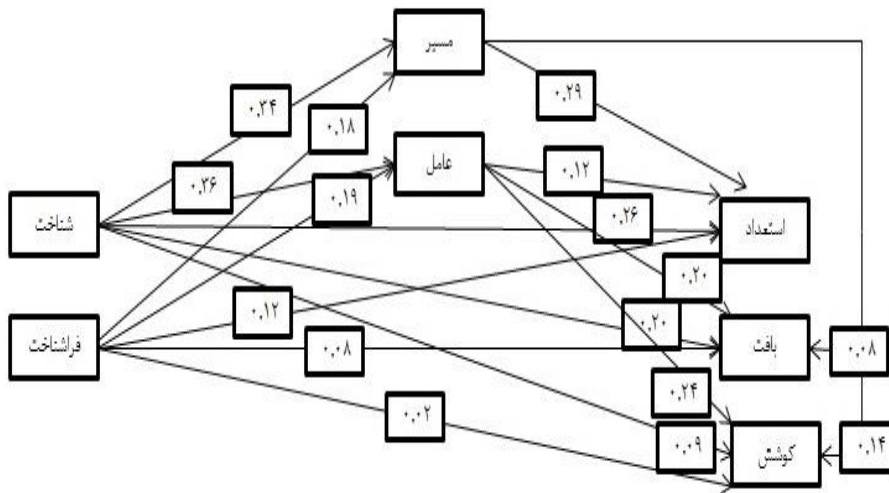 مسیر
۰,۲۹
۰,۳۴
۰,۱۸
عامل
۰,۱۲
۰,۳۶
۰,۱۹
شناخت
۰,۲۶
استعداد
۰,۲۰
۰,۱۲
۰,۲۰
فراشناخت
۰,۰۸
بافت
۰,۰۸
۰,۲۴
۰,۰۲
۰,۰۹
کوشش
۰,۱۴